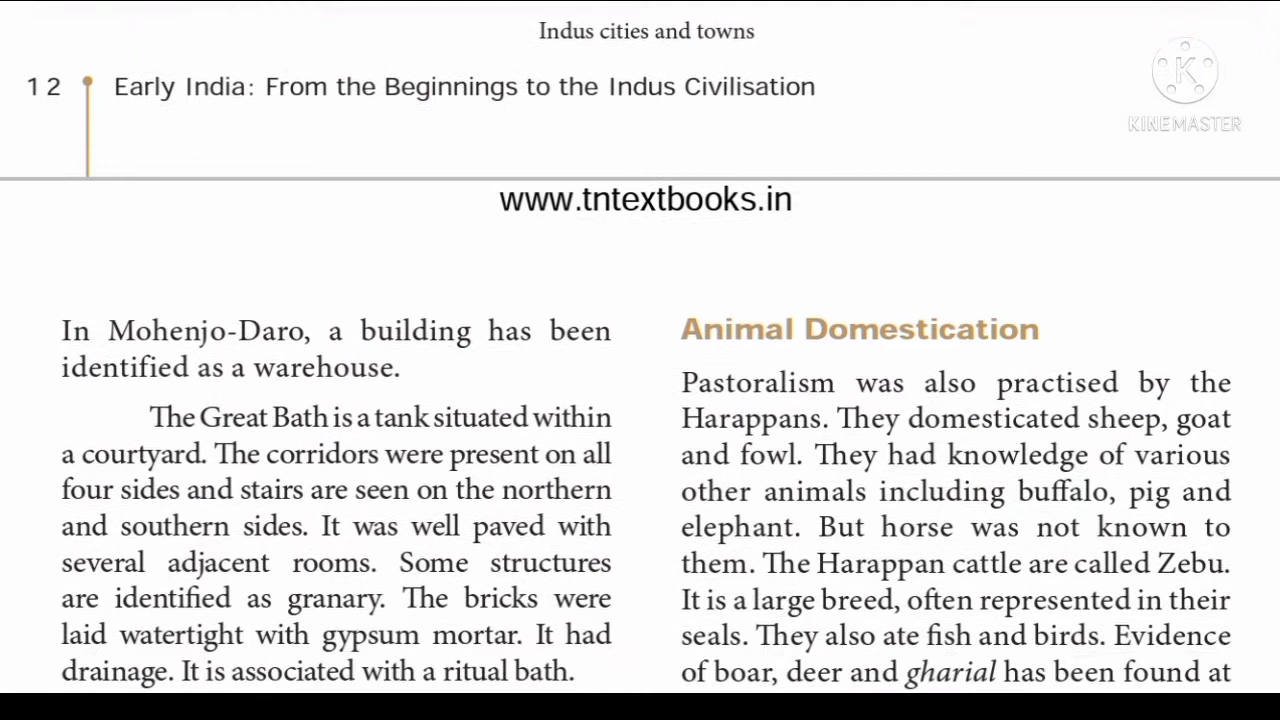 Indus cities and towns
12 Early India: From the Beginnings to the Indus Civilisation
K
KINEMASTER
www.tntextbooks.in
In Mohenjo-Daro, a building has been
identified as a warehouse.
The Great Bath is a tank situated within
a courtyard. The corridors were present on all
four sides and stairs are seen on the northern
and southern sides. It was well paved with
several adjacent rooms. Some structures
are identified as granary. The bricks were
laid watertight with gypsum mortar. It had
drainage. It is associated with a ritual bath.
Animal Domestication
Pastoralism was also practised by the
Harappans. They domesticated sheep, goat
and fowl. They had knowledge of various
other animals including buffalo, pig and
elephant. But horse was not known to
them. The Harappan cattle are called Zebu.
It is a large breed, often represented in their
seals. They also ate fish and birds. Evidence
of boar, deer and gharial has been found at